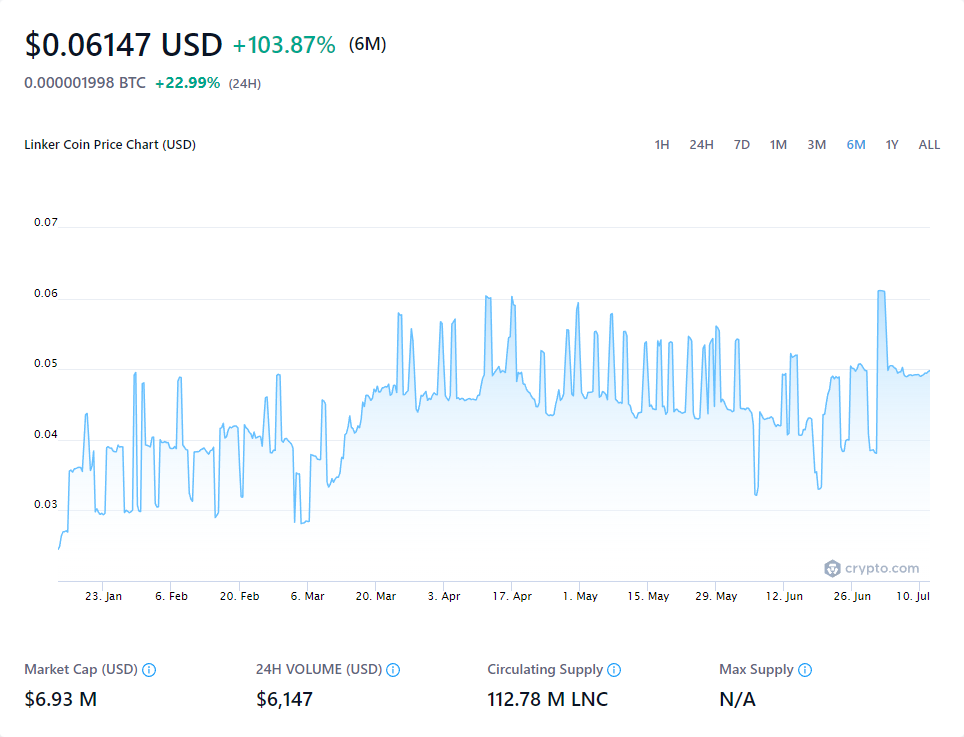 $0.06147 USD +103.87% (6M)
0.000001998 BTC +22.99% (24H)
Linker Coin Price Chart (USD)
1H 24H 7D 1M 3M 6M 1Y ALL
0.07
0.06
0.05
0.04
0.03
crypto.com
23. Jan 6. Feb 20. Feb 6. Mar 20. Mar 3. Apr 17. Apr 1. May 15. May 29. May 12. Jun 26. Jun 10. Jul
Market Cap (USD) 24H VOLUME (USD) Circulating Supply Max Supply
$6.93 M $6,147 112.78 M LNC N/A